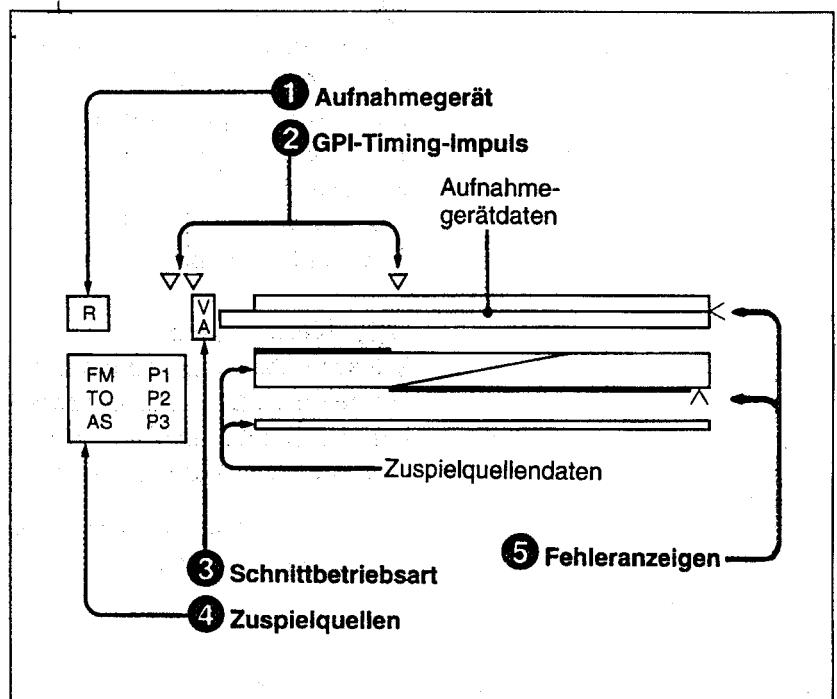 1 Aufnahmegerät
2 GPI-Timing-Impuls
Aufnahme-
gerätdaten
R
V
A
FM P1
TO P2
AS P3
Zuspielquellendaten
3 Schnittbetriebsart
5 Fehleranzeigen
4 Zuspielquellen